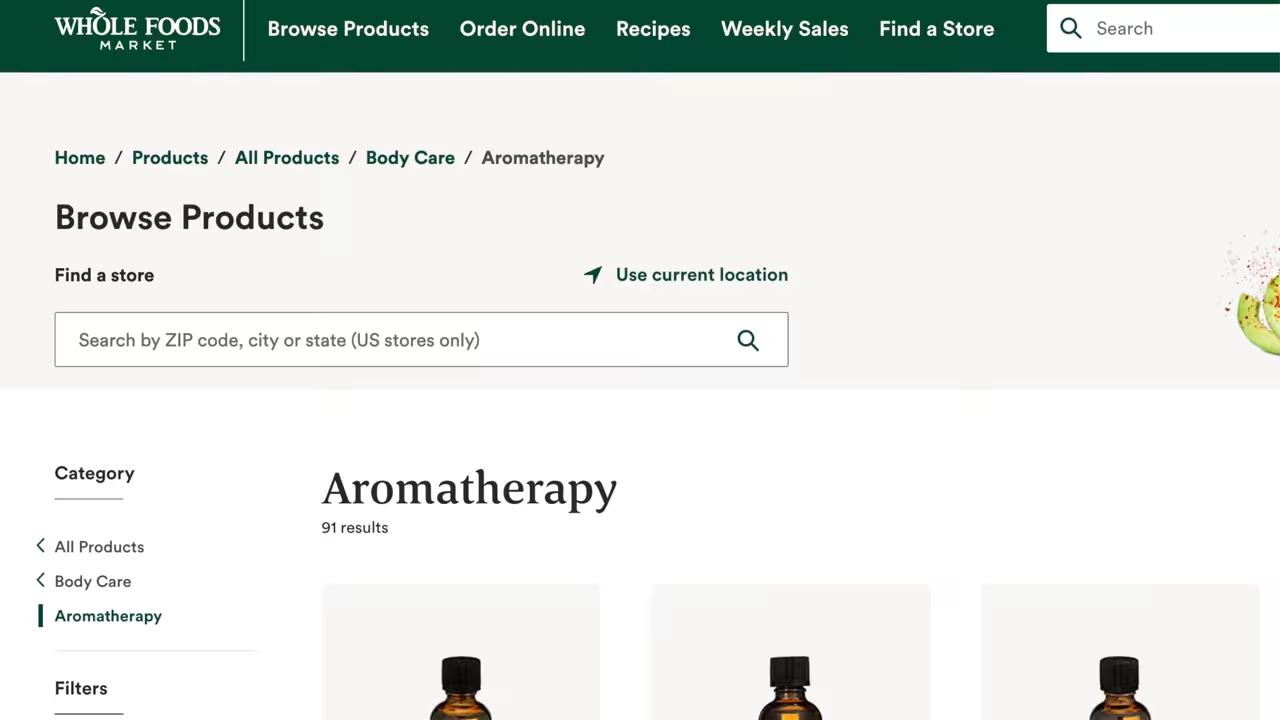 WHOLE FOODS
MARKET
Browse Products
Order Online
Recipes
Weekly Sales
Find a Store
Search
Home / Products / All Products / Body Care / Aromatherapy
Browse Products
Find a store
Use current location
Search by ZIP code, city or state (US stores only)
Category
All Products
Body Care
Aromatherapy
Filters
Aromatherapy
91 results